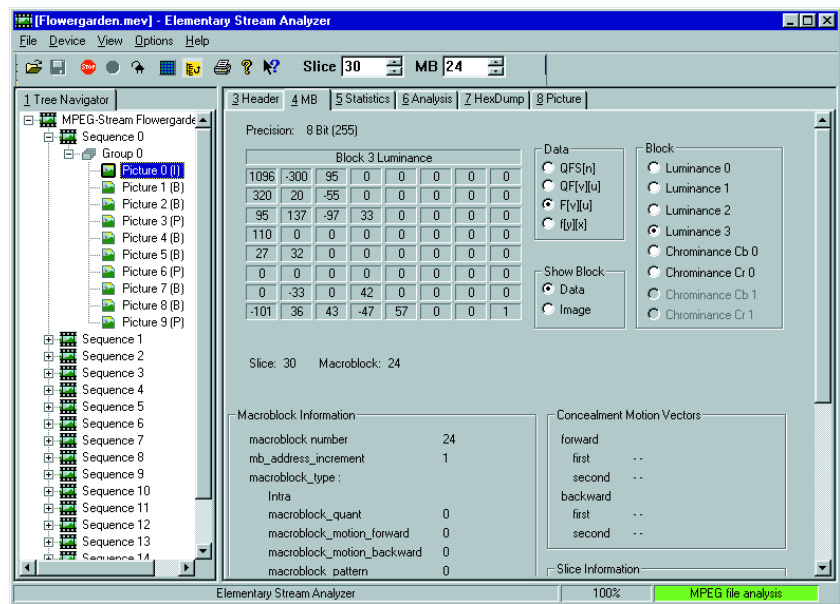 [Flowergarden.mev] - Elementary Stream Analyzer
File Device View Options Help
STOP Slice 30 MB 24
1 Tree Navigator
MPEG-Stream Flowergarde
Sequence 0
Group 0
Picture 0 (I)
Picture 1 (B)
Picture 2 (B)
Picture 3 (P)
Picture 4 (B)
Picture 5 (B)
Picture 6 (P)
Picture 7 (B)
Picture 8 (B)
Picture 9 (P)
Sequence 1
Sequence 2
Sequence 3
Sequence 4
Sequence 5
Sequence 6
Sequence 7
Sequence 8
Sequence 9
Sequence 10
Sequence 11
Sequence 12
Sequence 13
Sequence 14
3 Header 4 MB 5 Statistics 6 Analysis 7 HexDump 8 Picture
Precision: 8 Bit (255)
Block 3 Luminance
1096 -300 95 0 0 0 0 0
320 20 -55 0 0 0 0 0
95 137 -97 33 0 0 0 0
110 0 0 0 0 0 0 0
27 32 0 0 0 0 0 0
0 0 0 0 0 0 0 0
0 -33 0 42 0 0 0 0
-101 36 43 -47 57 0 0 1
Data
QFS[n]
QF[v][u]
F[v][u]
f[y][x]
Show Block
Data
Image
Block
Luminance 0
Luminance 1
Luminance 2
Luminance 3
Chrominance Cb 0
Chrominance Cr 0
Chrominance Cb 1
Chrominance Cr 1
Slice: 30 Macroblock: 24
Macroblock Information
macroblock number 24
mb_address_increment 1
macroblock_type :
Intra
macroblock_quant 0
macroblock_motion_forward 0
macroblock_motion_backward 0
macroblock_pattern 0
Concealment Motion Vectors
forward
first - -
second - -
backward
first - -
second - -
Slice Information
Elementary Stream Analyzer 100% MPEG file analysis